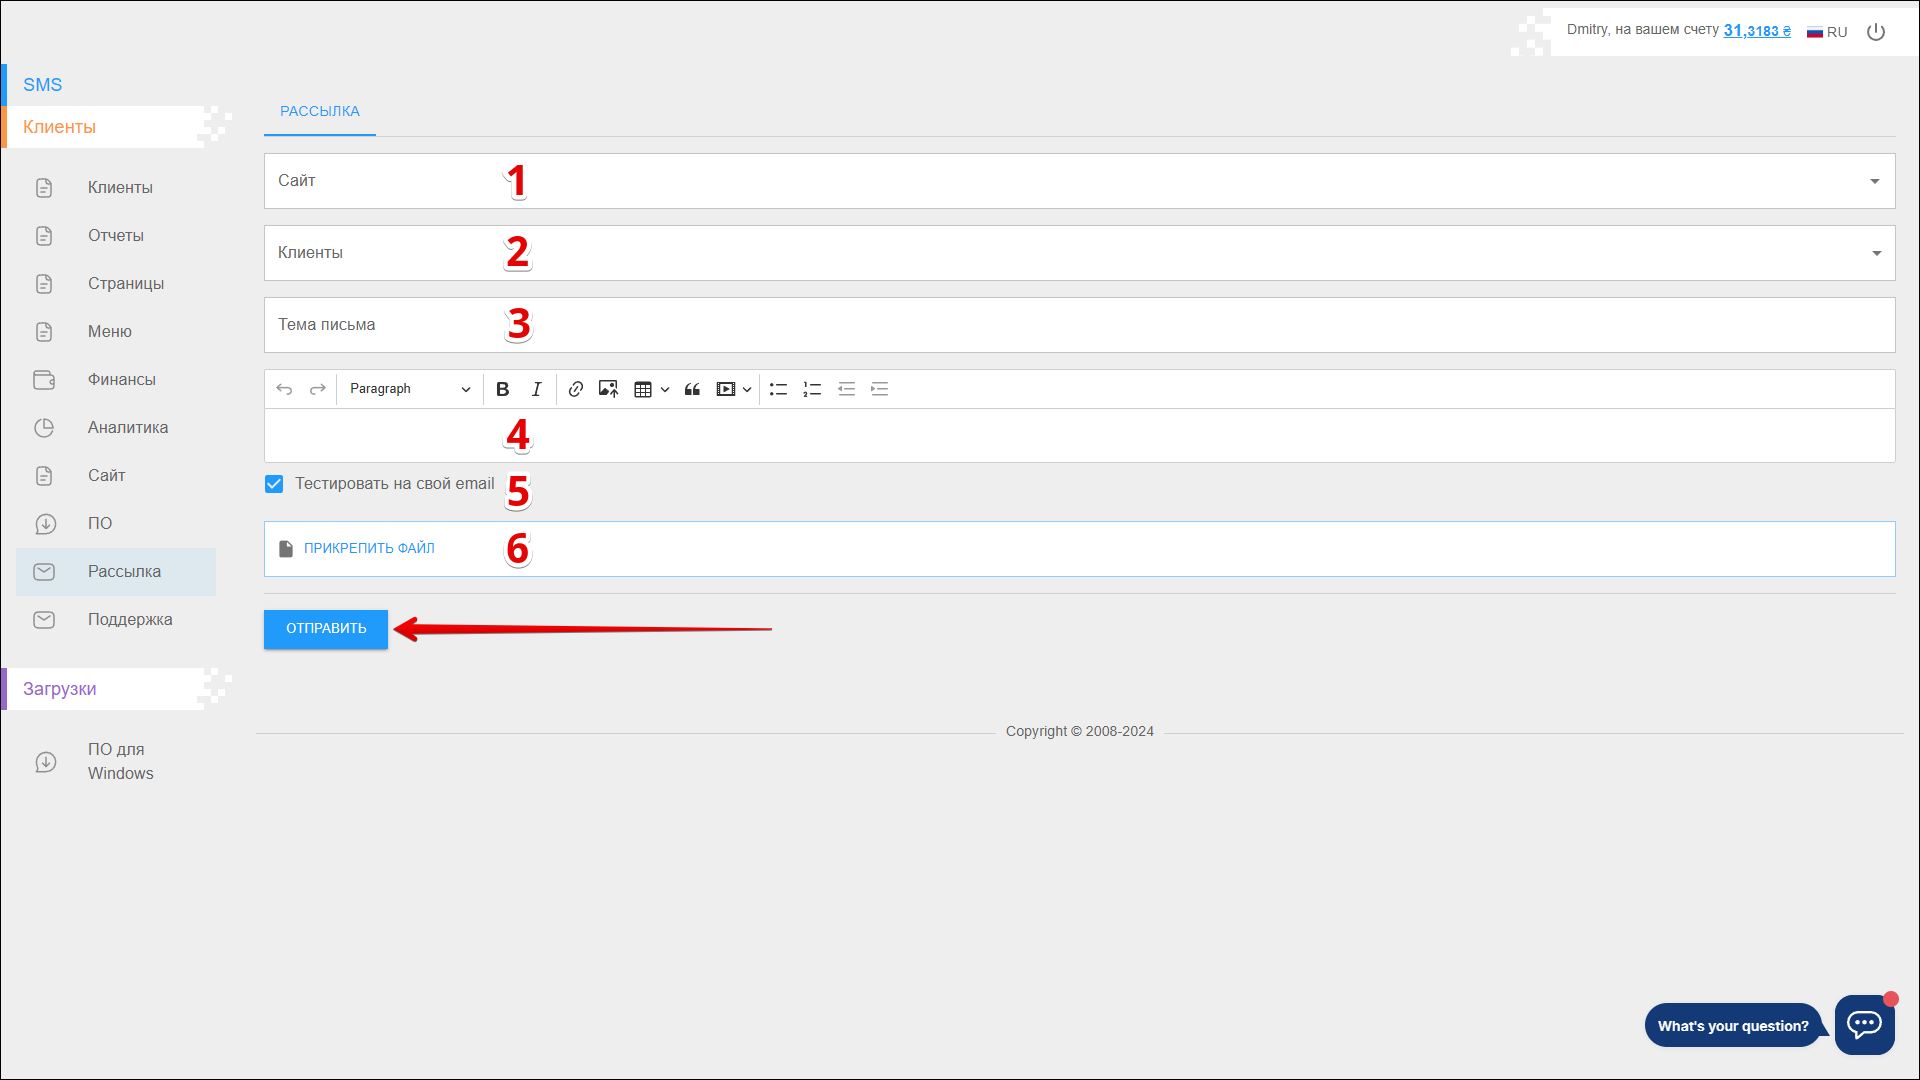 Dmitry, на вашем счету 31,3183 ₴ RU
SMS
Клиенты
Клиенты
Отчеты
Страницы
Меню
Финансы
Аналитика
Сайт
ПО
Рассылка
Поддержка
Загрузки
ПО для
Windows
РАССЫЛКА
Сайт 1
Клиенты 2
Тема письма 3
Paragraph B I
4
Тестировать на свой email 5
ПРИКРЕПИТЬ ФАЙЛ 6
ОТПРАВИТЬ
Copyright © 2008-2024
What's your question?